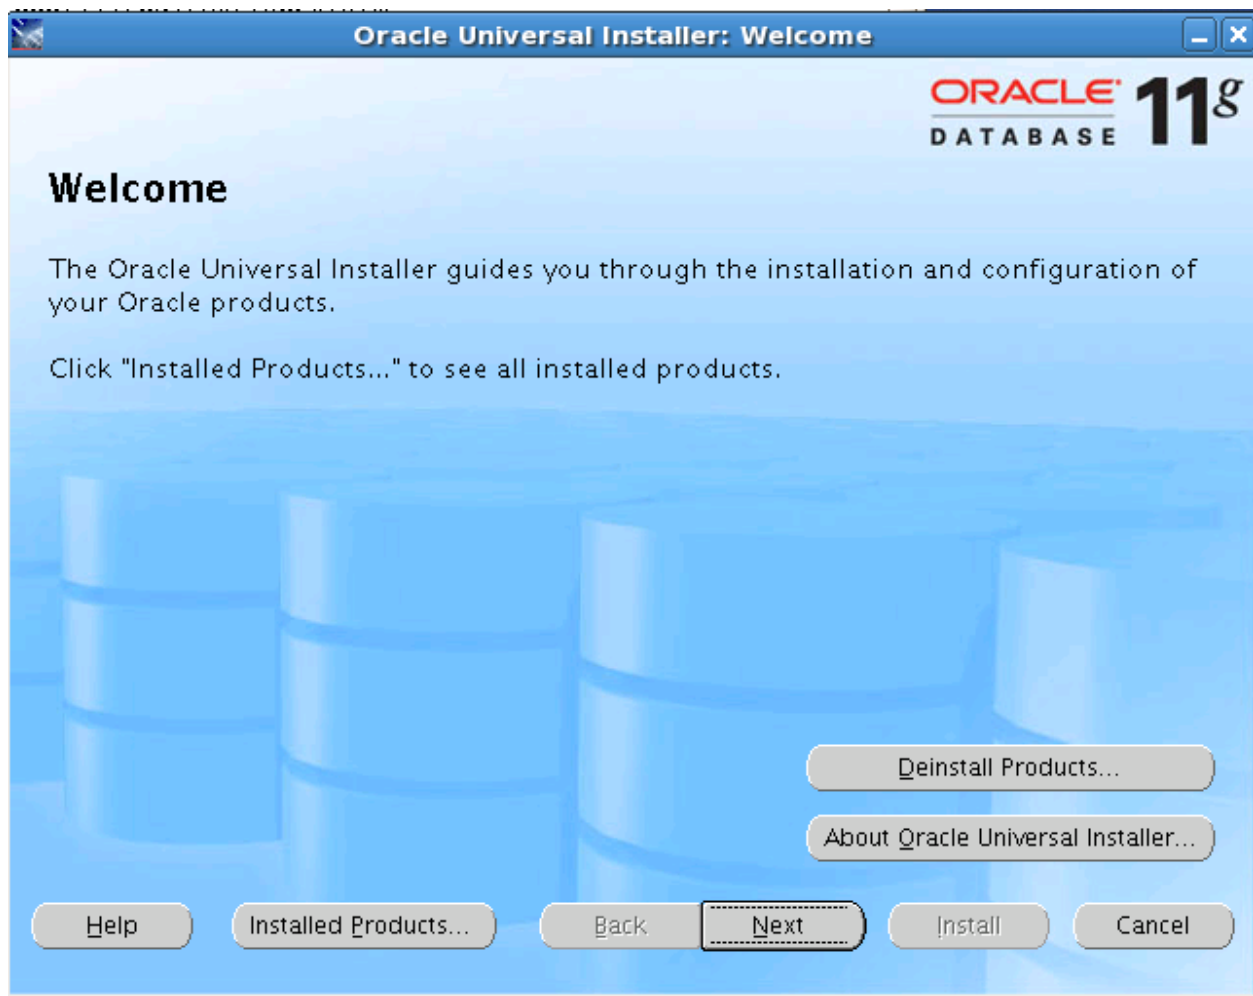 Oracle Universal Installer: Welcome
ORACLE 11g
DATABASE
Welcome
The Oracle Universal Installer guides you through the installation and configuration of
your Oracle products.
Click "Installed Products..." to see all installed products.
Deinstall Products...
About Oracle Universal Installer...
Help Installed Products... Back Next Install Cancel